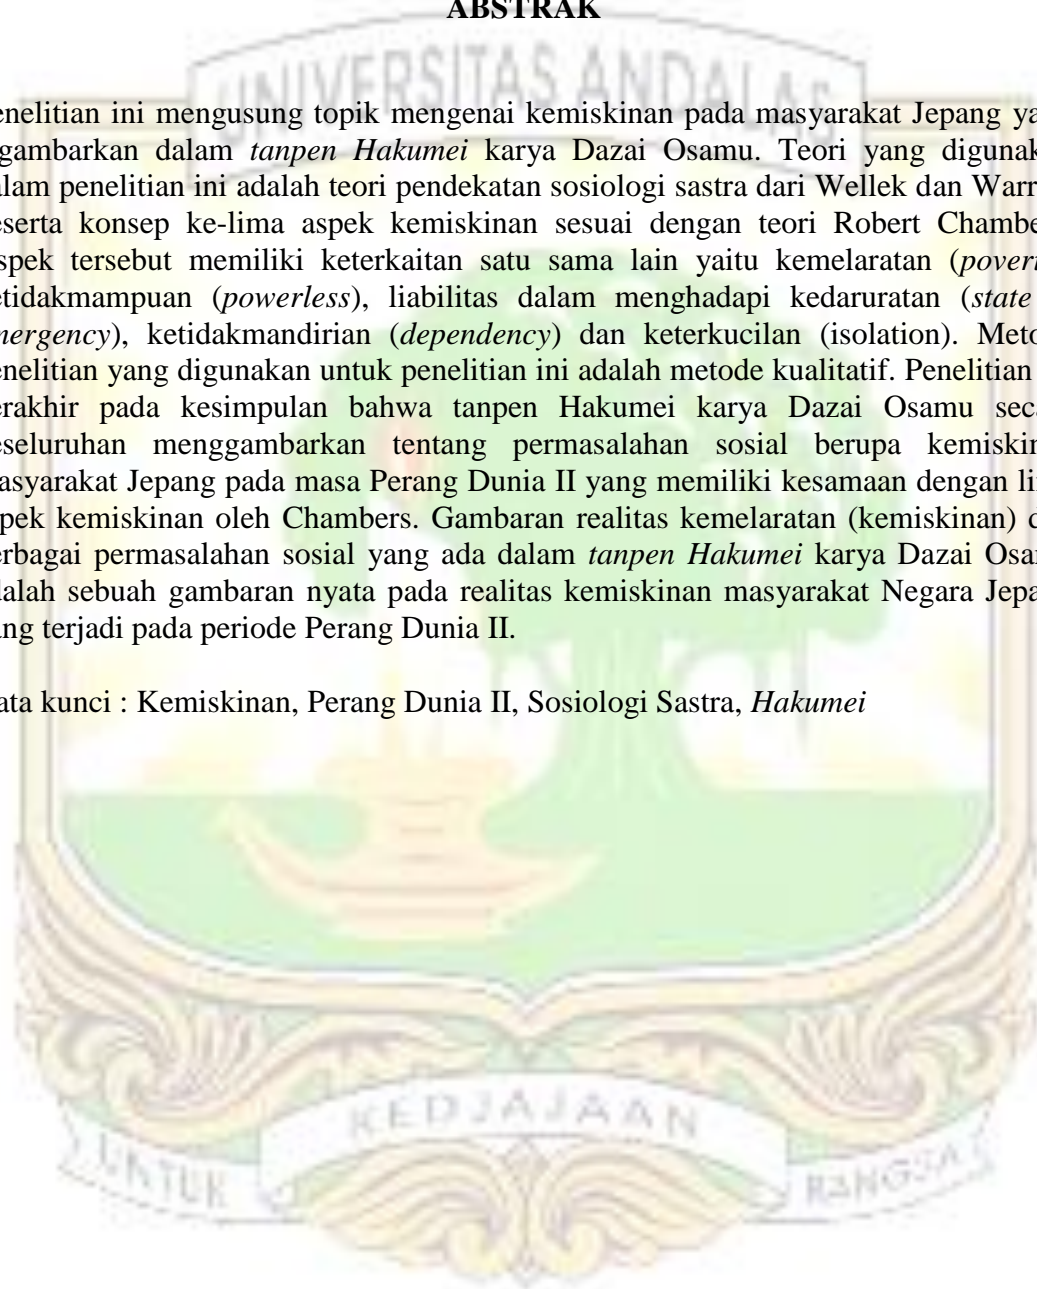 ABSTRAK
UNIVERSITAS ANDALAS
enelitian ini mengusung topik mengenai kemiskinan pada masyarakat Jepang ya
gambarkan dalam tanpen Hakumei karya Dazai Osamu. Teori yang digunak
alam penelitian ini adalah teori pendekatan sosiologi sastra dari Wellek dan Warr
eserta konsep ke-lima aspek kemiskinan sesuai dengan teori Robert Chambe
spek tersebut memiliki keterkaitan satu sama lain yaitu kemelaratan (pover
etidakmampuan (powerless), liabilitas dalam menghadapi kedaruratan (state
mergency), ketidakmandirian (dependency) dan keterkucilan (isolation). Meto
enelitian yang digunakan untuk penelitian ini adalah metode kualitatif. Penelitian
erakhir pada kesimpulan bahwa tanpen Hakumei karya Dazai Osamu seca
eseluruhan menggambarkan tentang permasalahan sosial berupa kemiskin
asyarakat Jepang pada masa Perang Dunia II yang memiliki kesamaan dengan li
pek kemiskinan oleh Chambers. Gambaran realitas kemelaratan (kemiskinan) d
erbagai permasalahan sosial yang ada dalam tanpen Hakumei karya Dazai Osa
dalah sebuah gambaran nyata pada realitas kemiskinan masyarakat Negara Jepa
ang terjadi pada periode Perang Dunia II.
ata kunci : Kemiskinan, Perang Dunia II, Sosiologi Sastra, Hakumei
UNTUK KEDJAJAAN BANGSA